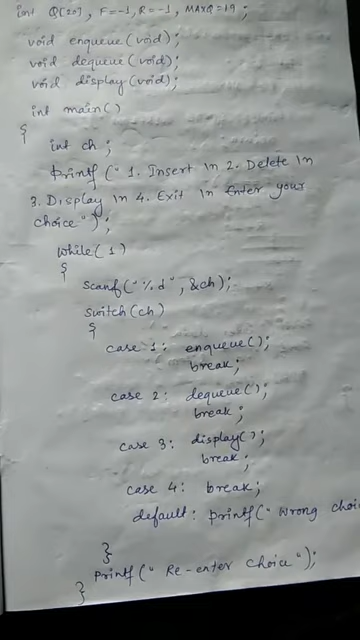 int Q[20], F=-1, R=-1, MAXQ=19;
void enqueue(void);
void dequeue(void);
void display(void);
int main()
{
int ch;
printf("1. Insert \n 2. Delete \n
3. Display \n 4. Exit \n Enter your
choice");
while(1)
{
scanf("%d", &ch);
switch(ch)
{
case 1: enqueue();
break;
case 2: dequeue();
break;
case 3: display();
break;
case 4: break;
default: printf("Wrong
}
printf("Re-enter choice");
}